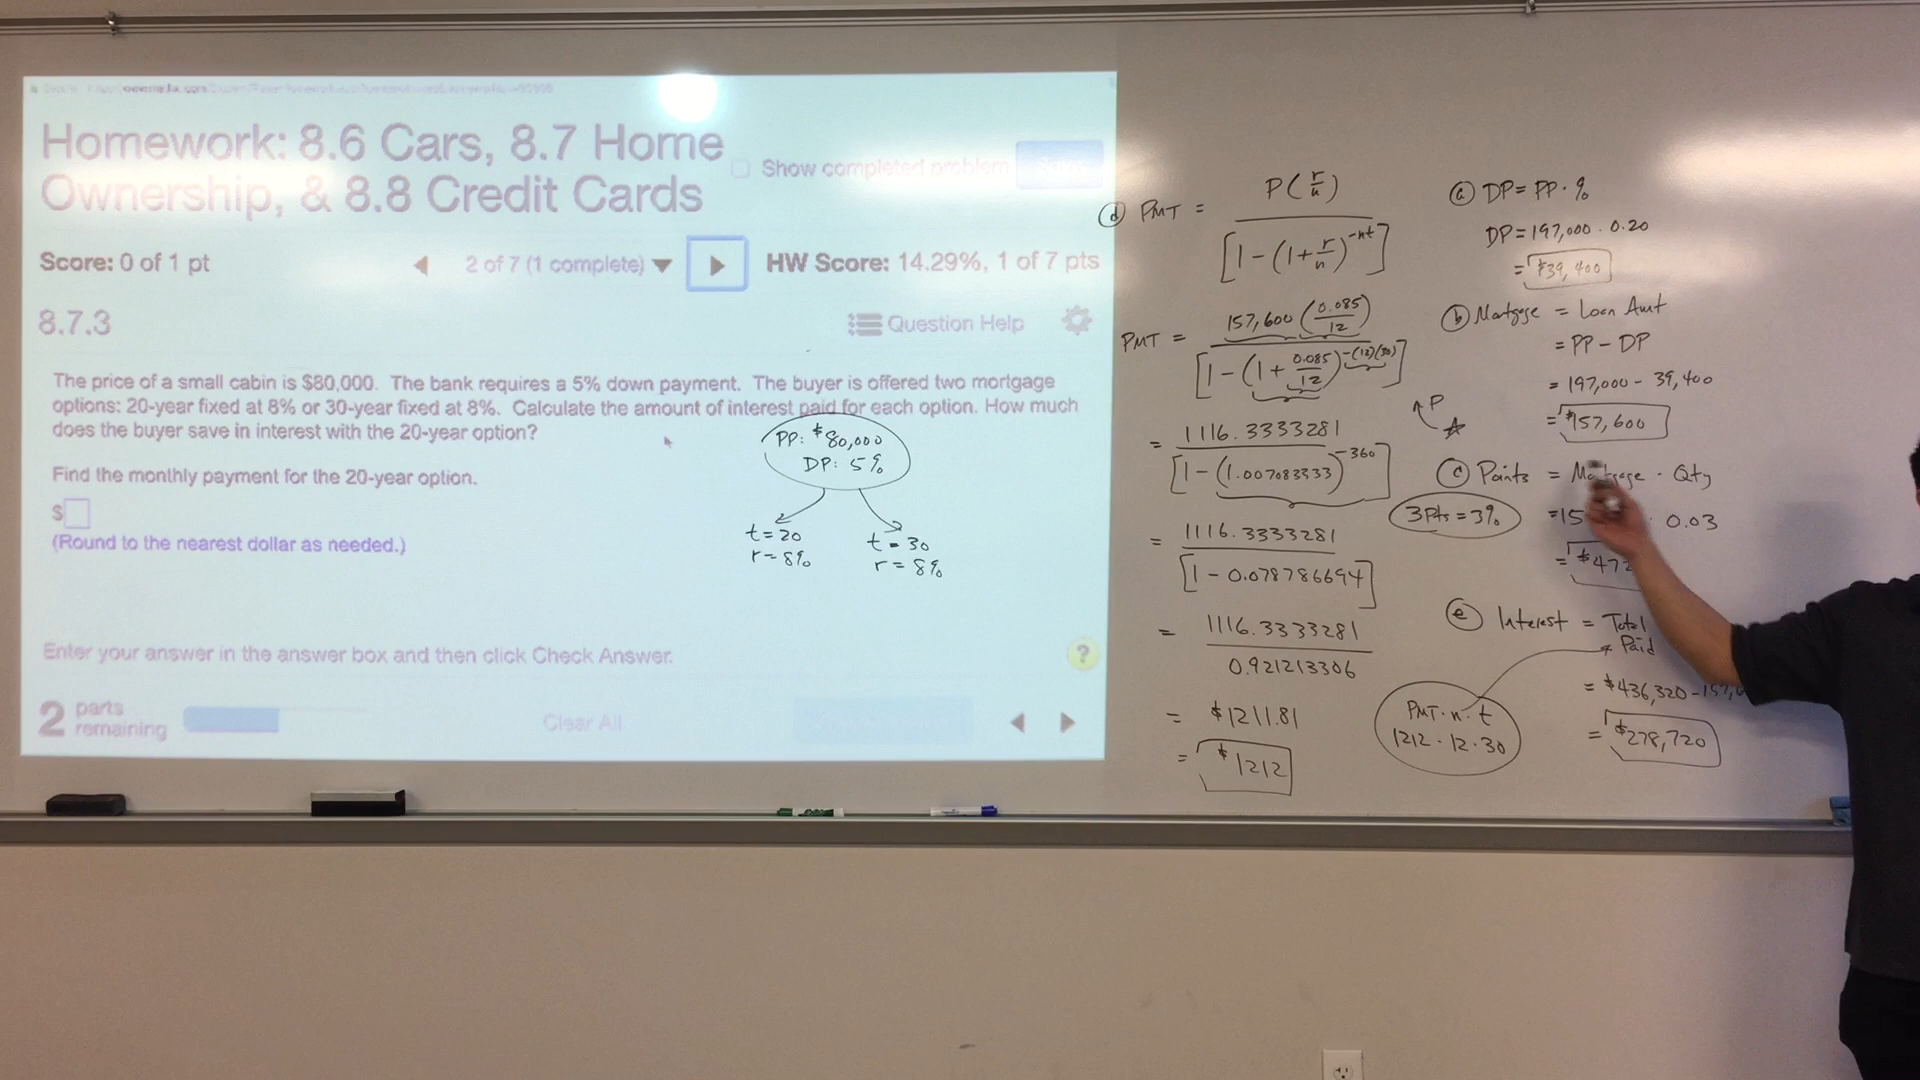 Homework: 8.6 Cars, 8.7 Home
Ownership, & 8.8 Credit Cards
Show completed problem
Score: 0 of 1 pt
2 of 7 (1 complete)
HW Score: 14.29%, 1 of 7 pts
8.7.3
Question Help
The price of a small cabin is $80,000. The bank requires a 5% down payment. The buyer is offered two mortgage
options: 20-year fixed at 8% or 30-year fixed at 8%. Calculate the amount of interest paid for each option. How much
does the buyer save in interest with the 20-year option?
Find the monthly payment for the 20-year option.
$
(Round to the nearest dollar as needed.)
Enter your answer in the answer box and then click Check Answer.
2 parts
remaining
Clear All
?
PP: $80,000
DP: 5%
t = 20
r = 8%
t = 30
r = 8%
(d) PMT = P(r/n) / [1 - (1 + r/n)^-nt]
PMT = 157,600 (0.085/12) / [1 - (1 + 0.085/12)^-(12)(30)]
= 1116.3333281 / [1 - (1.007083333)^-360]
= 1116.3333281 / [1 - 0.078786694]
= 1116.3333281 / 0.921213306
= $1211.81
= $1212
(a) DP = PP · %
DP = 197,000 · 0.20
= $39,400
(b) Mortgage = Loan Amt
= PP - DP
= 197,000 - 39,400
= $157,600
P
(c) Points = Mortgage · Qty
3 Pts = 3%
= 15 · 0.03
= $472
(e) Interest = Total
Paid
= $436,320 - 157,6
= $278,720
PMT · n · t
1212 · 12 · 30